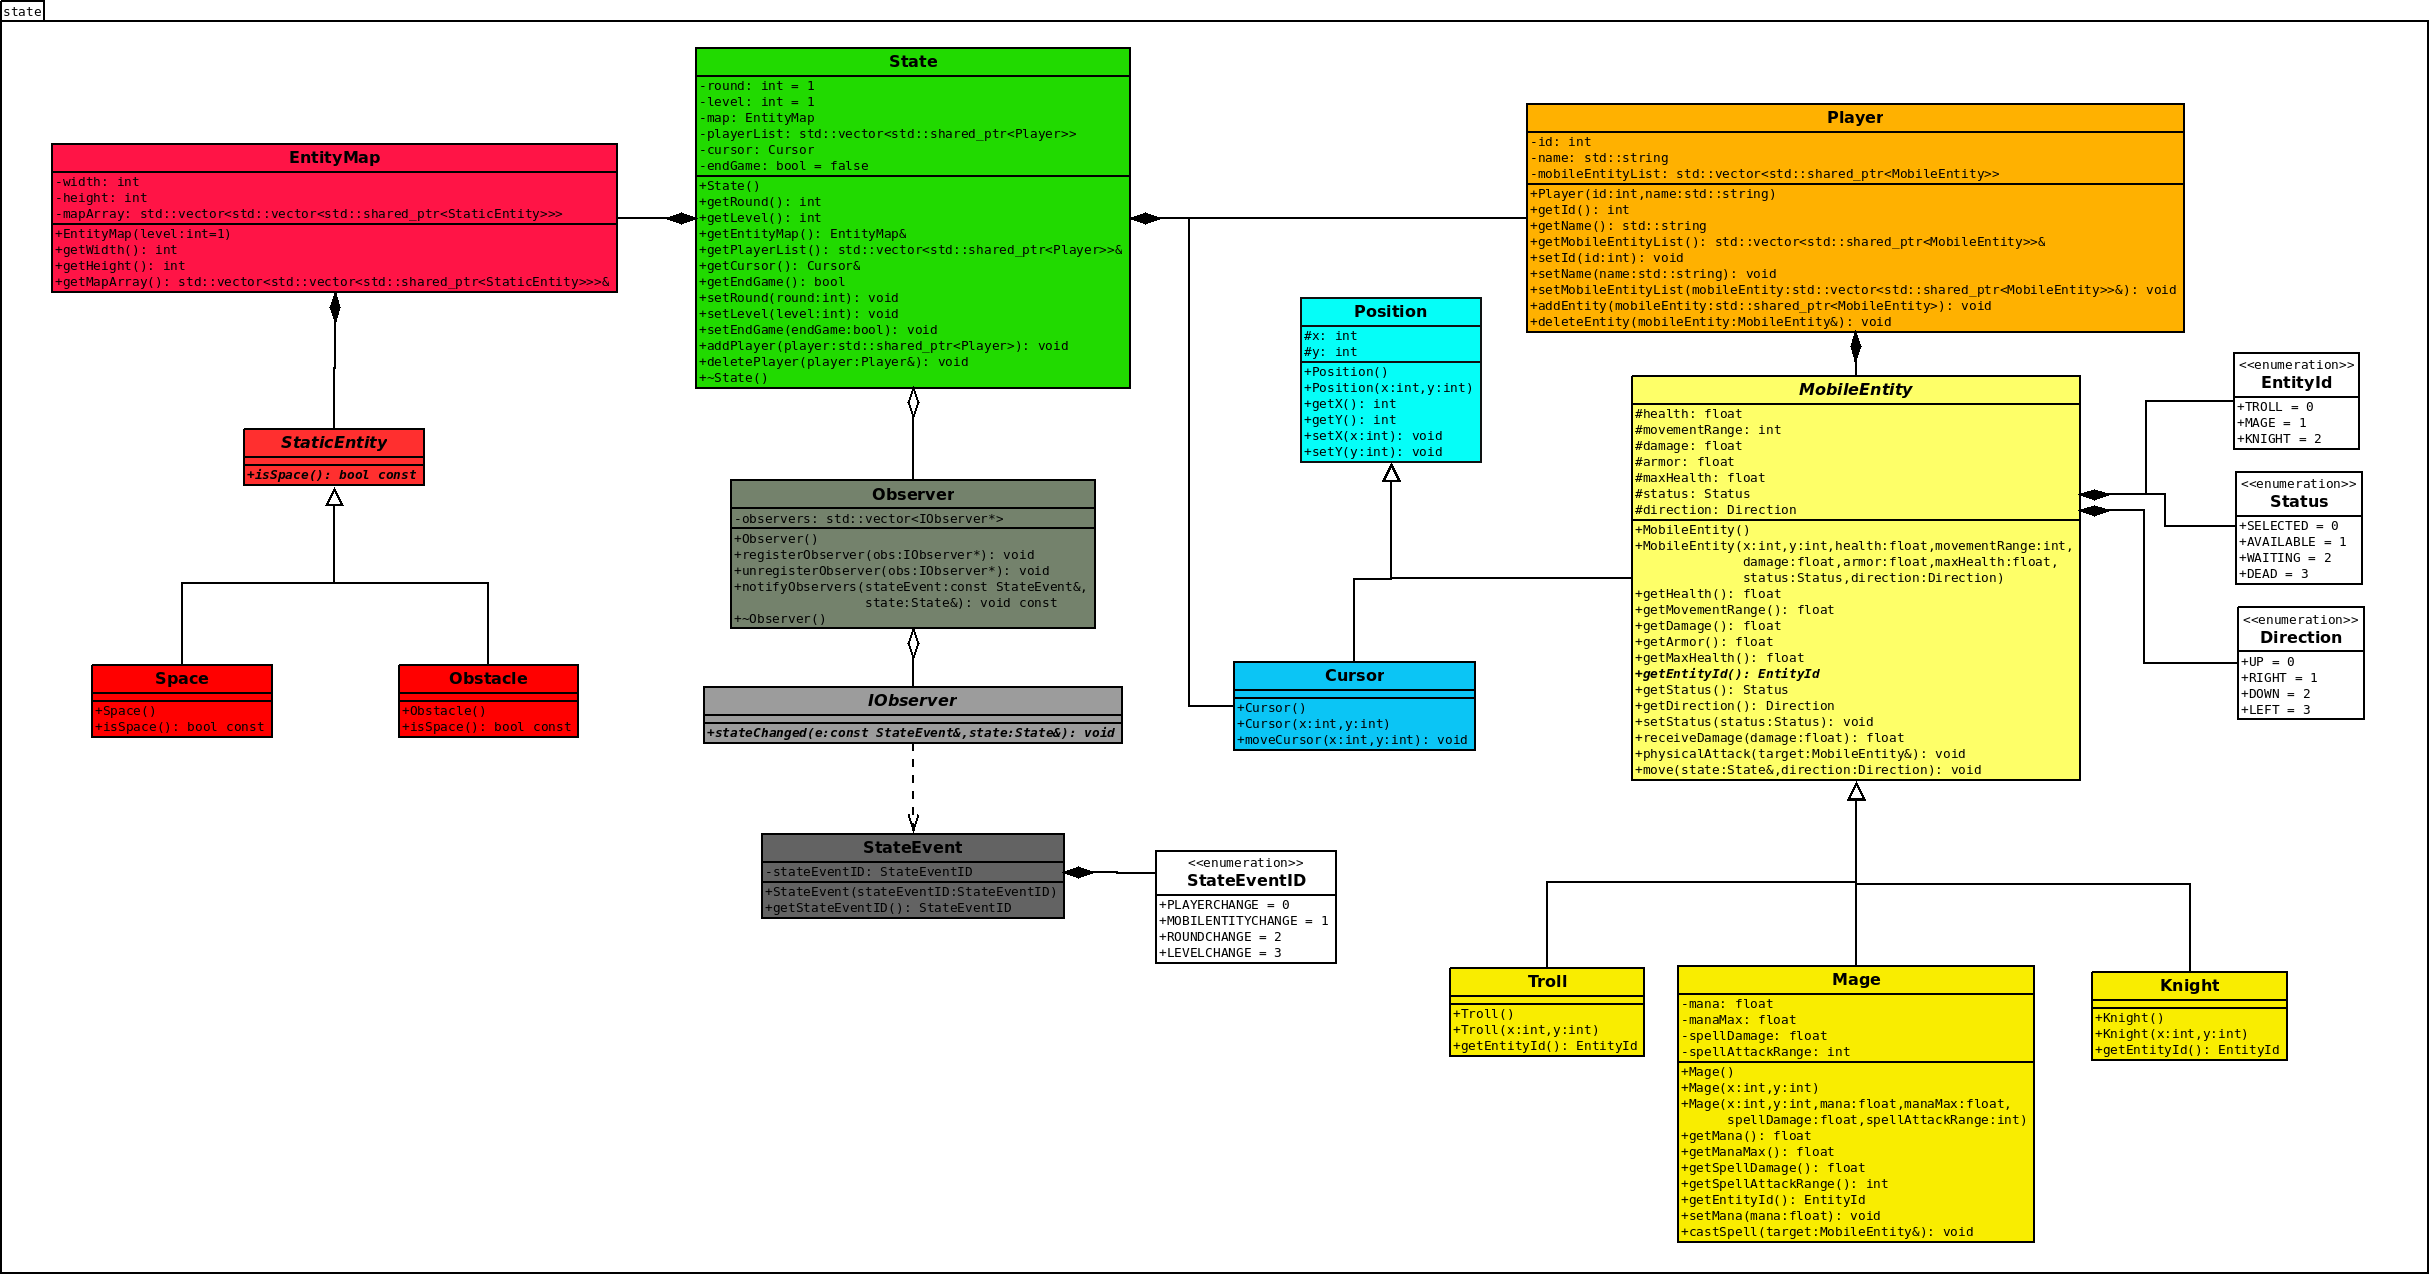 state
State
-round: int = 1
-level: int = 1
-map: EntityMap
-playerList: std::vector<std::shared_ptr<Player>>
-cursor: Cursor
-endGame: bool = false
+State()
+getRound(): int
+getLevel(): int
+getEntityMap(): EntityMap&
+getPlayerList(): std::vector<std::shared_ptr<Player>>&
+getCursor(): Cursor&
+getEndGame(): bool
+setRound(round:int): void
+setLevel(level:int): void
+setEndGame(endGame:bool): void
+addPlayer(player:std::shared_ptr<Player>): void
+deletePlayer(player:Player&): void
+~State()
Player
-id: int
-name: std::string
-mobileEntityList: std::vector<std::shared_ptr<MobileEntity>>
+Player(id:int,name:std::string)
+getId(): int
+getName(): std::string
+getMobileEntityList(): std::vector<std::shared_ptr<MobileEntity>>&
+setId(id:int): void
+setName(name:std::string): void
+setMobileEntityList(mobileEntity:std::vector<std::shared_ptr<MobileEntity>>&): void
+addEntity(mobileEntity:std::shared_ptr<MobileEntity>): void
+deleteEntity(mobileEntity:MobileEntity&): void
EntityMap
-width: int
-height: int
-mapArray: std::vector<std::vector<std::shared_ptr<StaticEntity>>>
+EntityMap(level:int=1)
+getWidth(): int
+getHeight(): int
+getMapArray(): std::vector<std::vector<std::shared_ptr<StaticEntity>>>&
Position
#x: int
#y: int
+Position()
+Position(x:int,y:int)
+getX(): int
+getY(): int
+setX(x:int): void
+setY(y:int): void
MobileEntity
#health: float
#movementRange: int
#damage: float
#armor: float
#maxHealth: float
#status: Status
#direction: Direction
+MobileEntity()
+MobileEntity(x:int,y:int,health:float,movementRange:int,
damage:float,armor:float,maxHealth:float,
status:Status,direction:Direction)
+getHealth(): float
+getMovementRange(): float
+getDamage(): float
+getArmor(): float
+getMaxHealth(): float
+getEntityId(): EntityId
+getStatus(): Status
+getDirection(): Direction
+setStatus(status:Status): void
+receiveDamage(damage:float): float
+physicalAttack(target:MobileEntity&): void
+move(state:State&,direction:Direction): void
<<enumeration>>
EntityId
+TROLL = 0
+MAGE = 1
+KNIGHT = 2
<<enumeration>>
Status
+SELECTED = 0
+AVAILABLE = 1
+WAITING = 2
+DEAD = 3
<<enumeration>>
Direction
+UP = 0
+RIGHT = 1
+DOWN = 2
+LEFT = 3
StaticEntity
+isSpace(): bool const
Observer
-observers: std::vector<IObserver*>
+Observer()
+registerObserver(obs:IObserver*): void
+unregisterObserver(obs:IObserver*): void
+notifyObservers(stateEvent:const StateEvent&,
state:State&): void const
+~Observer()
Space
+Space()
+isSpace(): bool const
Obstacle
+Obstacle()
+isSpace(): bool const
IObserver
+stateChanged(e:const StateEvent&,state:State&): void
Cursor
+Cursor()
+Cursor(x:int,y:int)
+moveCursor(x:int,y:int): void
StateEvent
-stateEventID: StateEventID
+StateEvent(stateEventID:StateEventID)
+getStateEventID(): StateEventID
<<enumeration>>
StateEventID
+PLAYERCHANGE = 0
+MOBILENTITYCHANGE = 1
+ROUNDCHANGE = 2
+LEVELCHANGE = 3
Troll
+Troll()
+Troll(x:int,y:int)
+getEntityId(): EntityId
Mage
-mana: float
-manaMax: float
-spellDamage: float
-spellAttackRange: int
+Mage()
+Mage(x:int,y:int)
+Mage(x:int,y:int,mana:float,manaMax:float,
spellDamage:float,spellAttackRange:int)
+getMana(): float
+getManaMax(): float
+getSpellDamage(): float
+getSpellAttackRange(): int
+getEntityId(): EntityId
+setMana(mana:float): void
+castSpell(target:MobileEntity&): void
Knight
+Knight()
+Knight(x:int,y:int)
+getEntityId(): EntityId